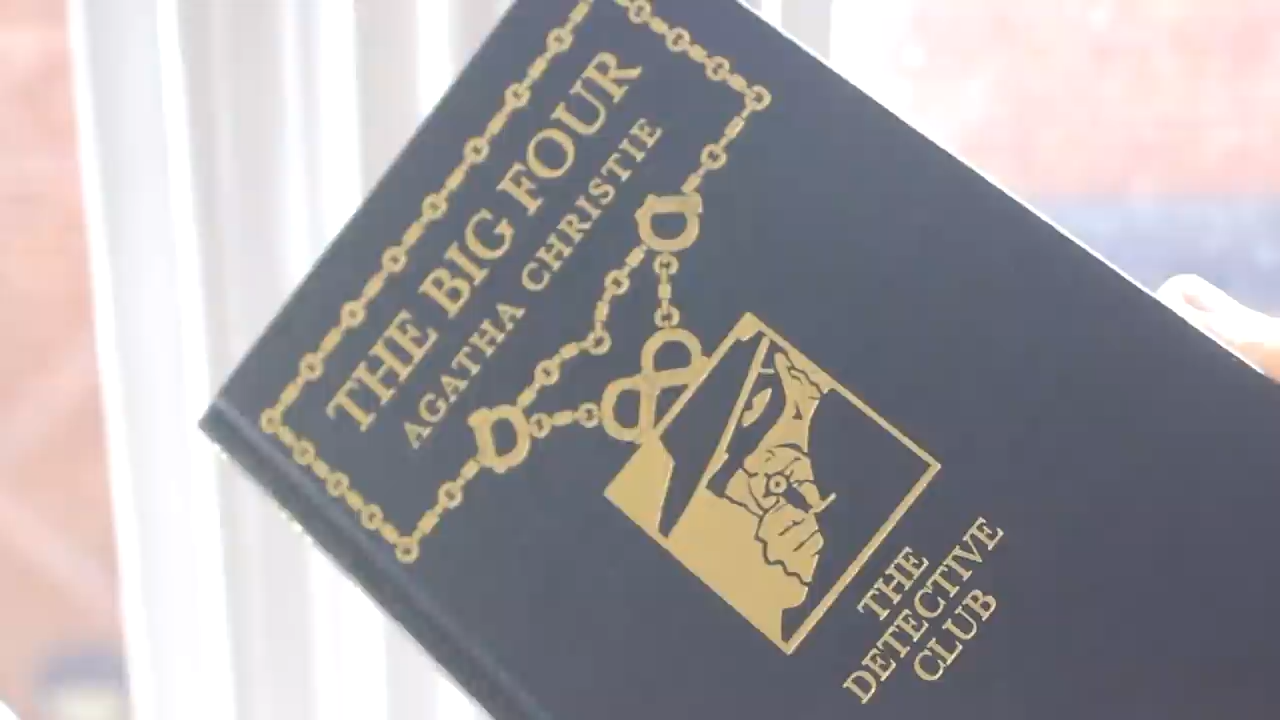 THE BIG FOUR
AGATHA CHRISTIE
THE
DETECTIVE
CLUB